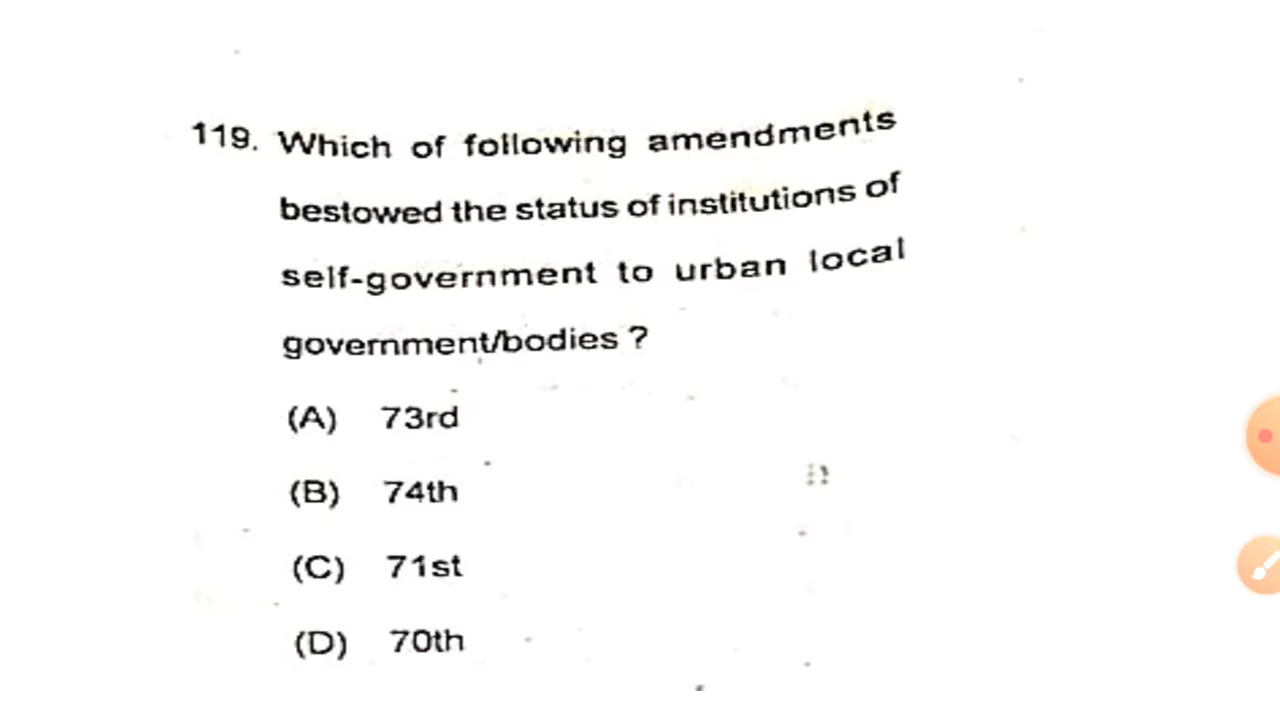 119. Which of following amendments
bestowed the status of institutions of
self-government to urban local
government/bodies ?
(A) 73rd
(B) 74th
(C) 71st
(D) 70th